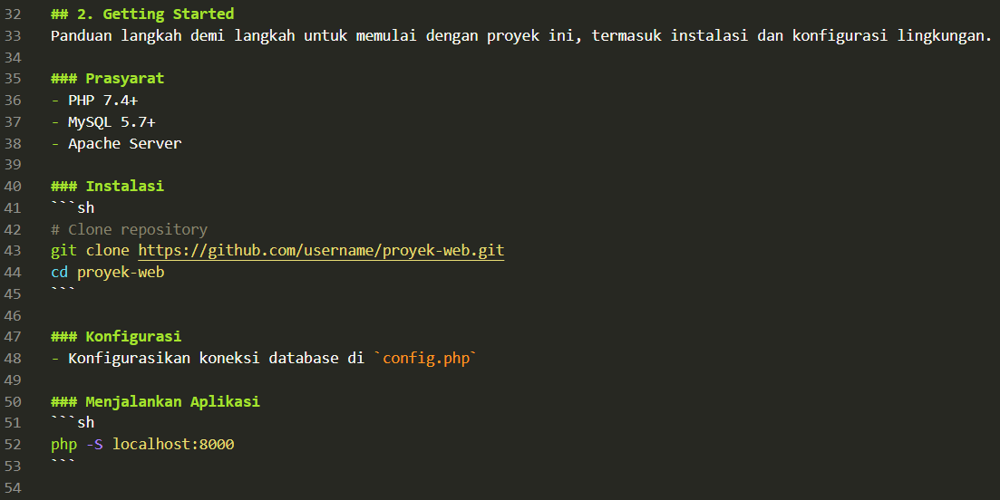 32 ## 2. Getting Started
33 Panduan langkah demi langkah untuk memulai dengan proyek ini, termasuk instalasi dan konfigurasi lingkungan.
34
35 ### Prasyarat
36 - PHP 7.4+
37 - MySQL 5.7+
38 - Apache Server
39
40 ### Instalasi
41 ```sh
42 # Clone repository
43 git clone https://github.com/username/proyek-web.git
44 cd proyek-web
45 ```
46
47 ### Konfigurasi
48 - Konfigurasikan koneksi database di `config.php`
49
50 ### Menjalankan Aplikasi
51 ```sh
52 php -S localhost:8000
53 ```
54